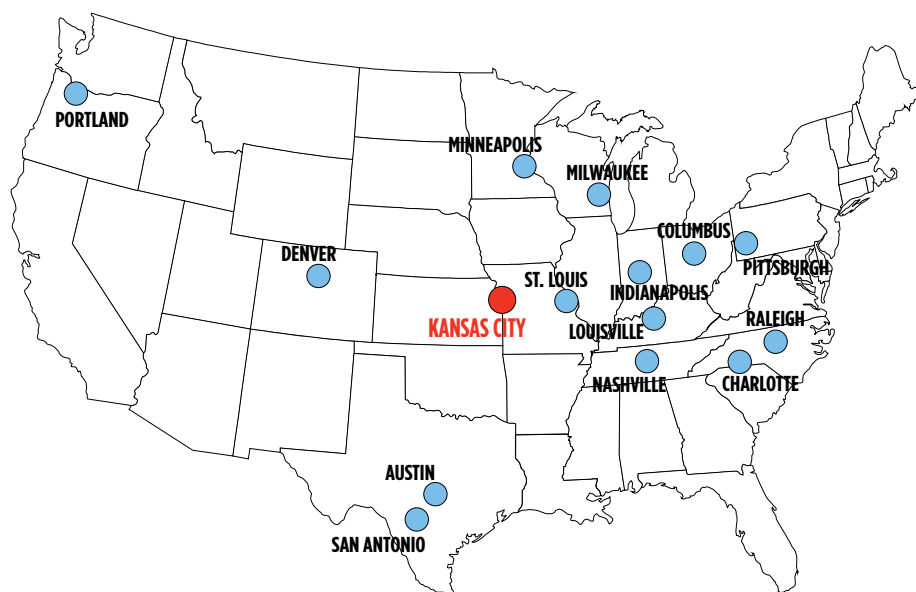 PORTLAND
MINNEAPOLIS
MILWAUKEE
COLUMBUS
DENVER
PITTSBURGH
ST. LOUIS
INDIANAPOLIS
RALEIGH
KANSAS CITY
LOUISVILLE
NASHVILLE
CHARLOTTE
AUSTIN
SAN ANTONIO